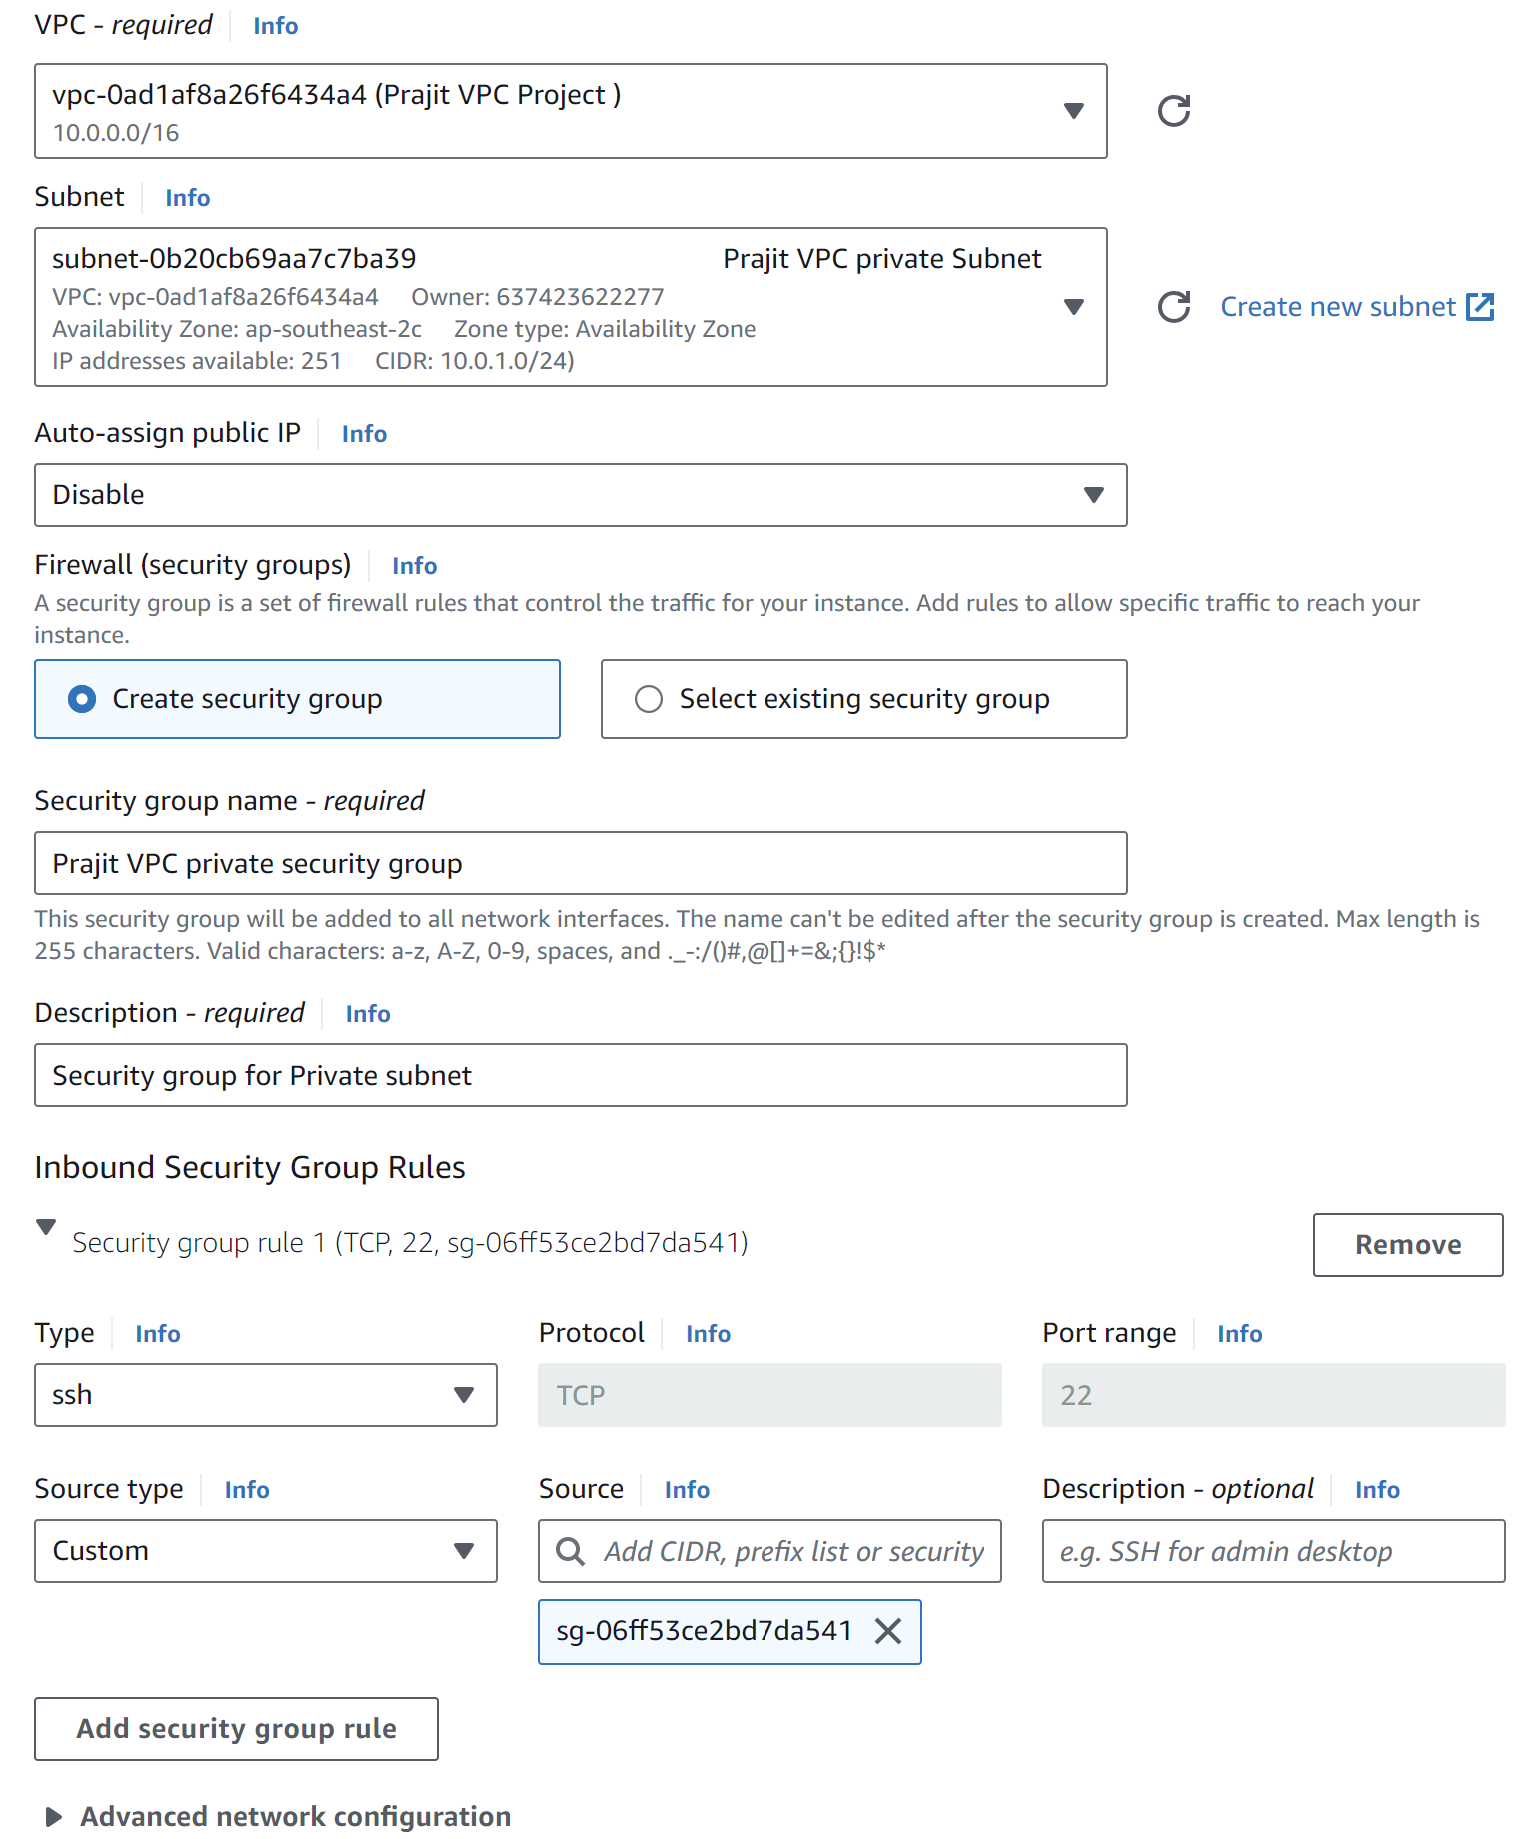 VPC - required Info
vpc-0ad1af8a26f6434a4 (Prajit VPC Project )
10.0.0.0/16
Subnet Info
subnet-0b20cb69aa7c7ba39 Prajit VPC private Subnet
VPC: vpc-0ad1af8a26f6434a4 Owner: 637423622277
Availability Zone: ap-southeast-2c Zone type: Availability Zone
IP addresses available: 251 CIDR: 10.0.1.0/24)
Create new subnet
Auto-assign public IP Info
Disable
Firewall (security groups) Info
A security group is a set of firewall rules that control the traffic for your instance. Add rules to allow specific traffic to reach your
instance.
Create security group Select existing security group
Security group name - required
Prajit VPC private security group
This security group will be added to all network interfaces. The name can't be edited after the security group is created. Max length is
255 characters. Valid characters: a-z, A-Z, 0-9, spaces, and ._-:/()#,@[]+=&;{}!$*
Description - required Info
Security group for Private subnet
Inbound Security Group Rules
Security group rule 1 (TCP, 22, sg-06ff53ce2bd7da541)
Remove
Type Info Protocol Info Port range Info
ssh TCP 22
Source type Info Source Info Description - optional Info
Custom Add CIDR, prefix list or security e.g. SSH for admin desktop
sg-06ff53ce2bd7da541
Add security group rule
Advanced network configuration